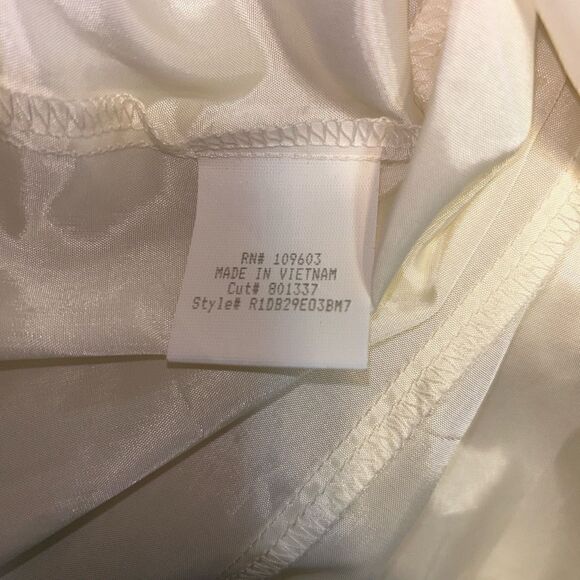 RN# 109603
MADE IN VIETNAM
Cut# 801337
Style# R1DB29E03BM7